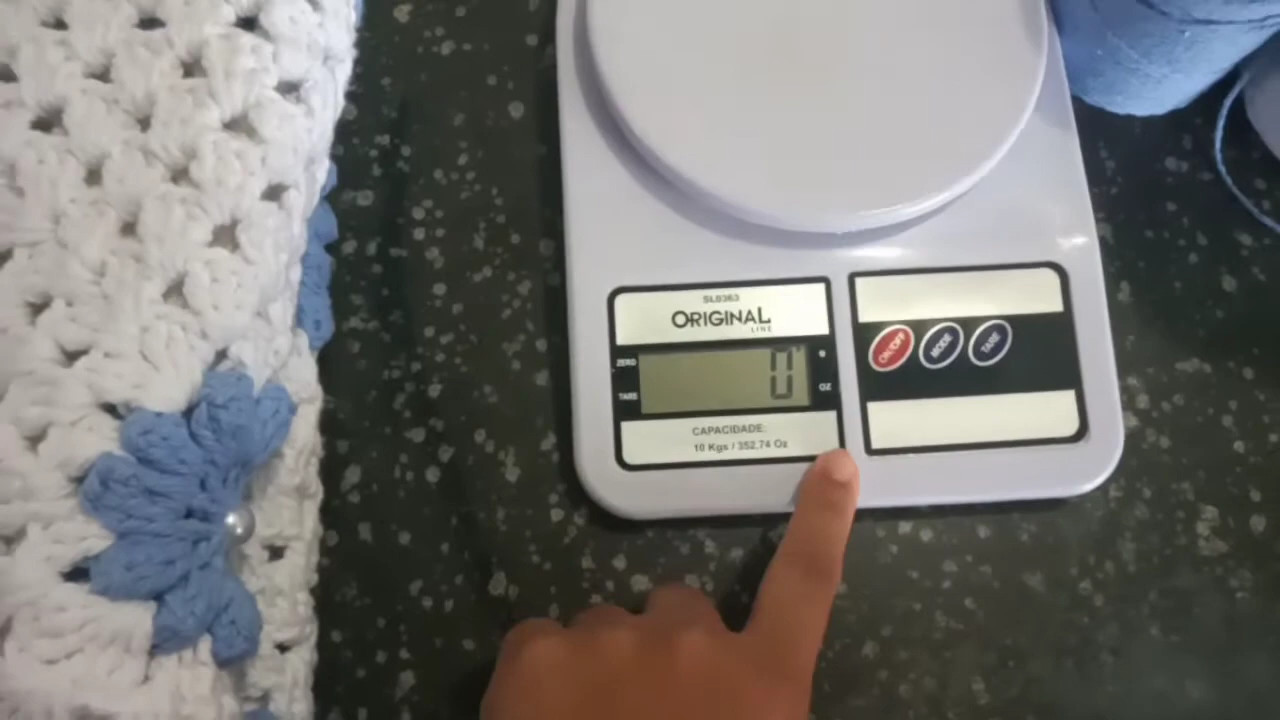 SL0363
ORIGINAL
LINE
ZERO
0
TARE
OZ
CAPACIDADE:
10 Kgs / 352,74 Oz
ON/OFF
MODE
TARE